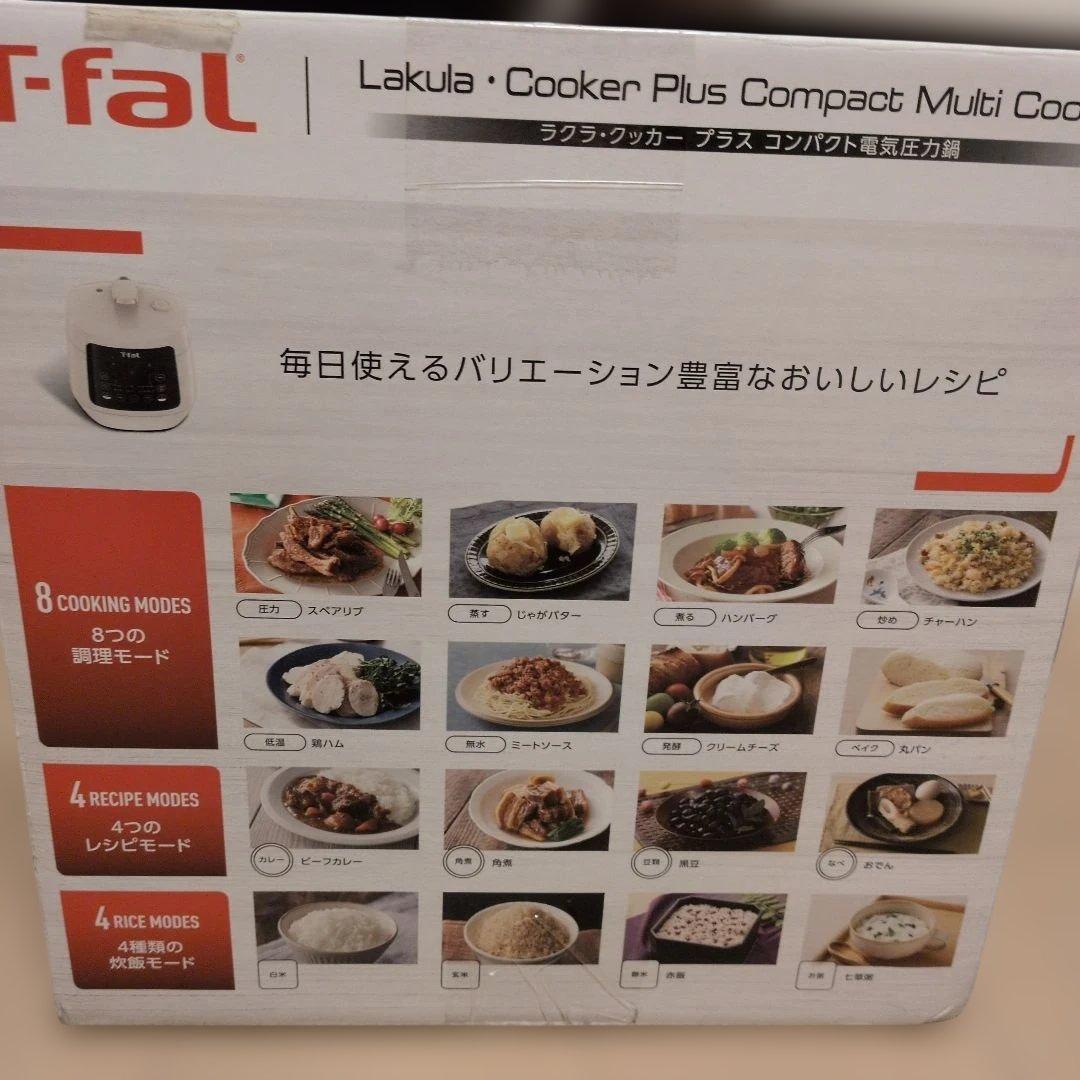 T-fal®
Lakula・Cooker Plus Compact Multi Coo
ラクラ・クッカー プラス コンパクト電気圧力鍋
T-fal
毎日使えるバリエーション豊富なおいしいレシピ
8 COOKING MODES
8つの
調理モード
圧力 スペアリブ
蒸す じゃがバター
煮る ハンバーグ
炒め チャーハン
低温 鶏ハム
無水 ミートソース
発酵 クリームチーズ
ベイク 丸パン
4 RECIPE MODES
4つの
レシピモード
カレー ビーフカレー
角煮 角煮
豆類 黒豆
なべ おでん
4 RICE MODES
4種類の
炊飯モード
白米
玄米
雑米 赤飯
お粥 七草粥